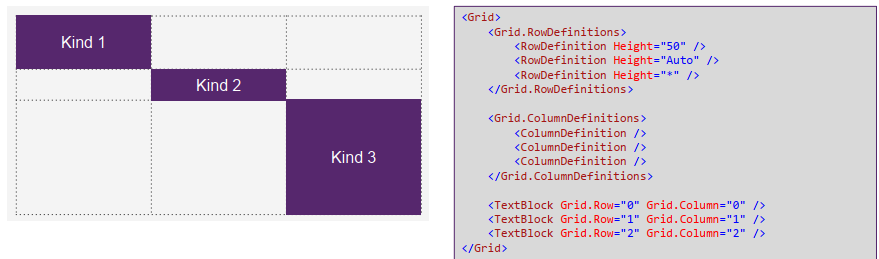 Kind 1
Kind 2
Kind 3
<Grid>
    <Grid.RowDefinitions>
        <RowDefinition Height="50" />
        <RowDefinition Height="Auto" />
        <RowDefinition Height="*" />
    </Grid.RowDefinitions>

    <Grid.ColumnDefinitions>
        <ColumnDefinition />
        <ColumnDefinition />
        <ColumnDefinition />
    </Grid.ColumnDefinitions>

    <TextBlock Grid.Row="0" Grid.Column="0" />
    <TextBlock Grid.Row="1" Grid.Column="1" />
    <TextBlock Grid.Row="2" Grid.Column="2" />
</Grid>